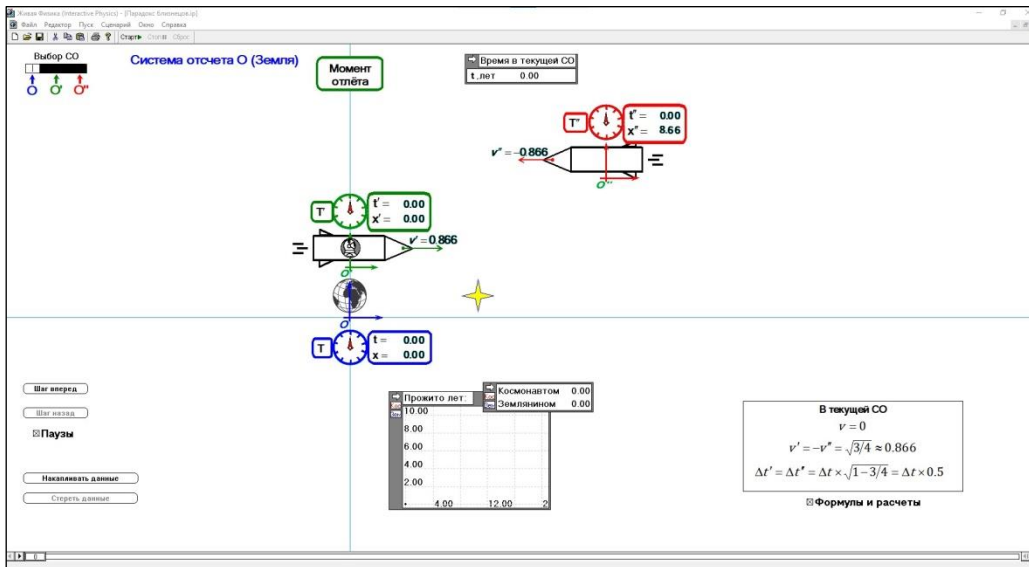 Живая Физика (Interactive Physics) - [Парадокс близнецов.ip]
Файл Редактор Пуск Сценарий Окно Справка
Старт▶ Стоп⏸ Сброс
Выбор СО
O O' O''
Система отсчета О (Земля)
Момент
отлёта
Время в текущей СО
t.лет 0.00
T''
t'' = 0.00
x'' = 8.66
v'' = -0.866
O''
T'
t' = 0.00
x' = 0.00
v' = 0.866
O'
O
T
t = 0.00
x = 0.00
Шаг вперед
Шаг назад
☒Паузы
Накапливать данные
Стереть данные
Прожито лет:
Космонавтом 0.00
Землянином 0.00
10.00
8.00
6.00
4.00
2.00
4.00 12.00 2
В текущей СО
v = 0
v' = -v'' = √3/4 ≈ 0.866
Δt' = Δt'' = Δt × √1-3/4 = Δt × 0.5
☒Формулы и расчеты
0